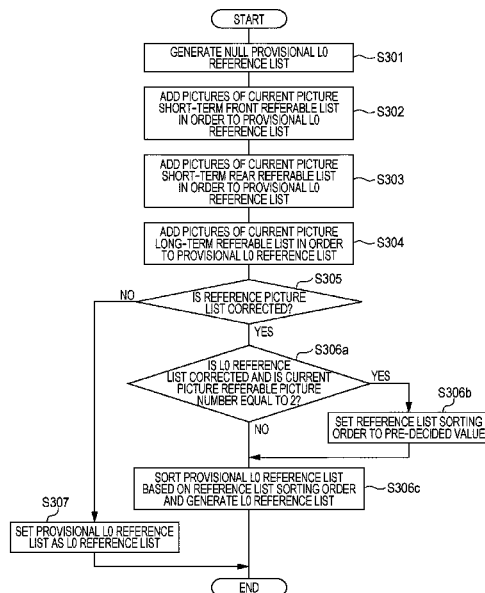 START
GENERATE NULL PROVISIONAL L0
REFERENCE LIST
S301
ADD PICTURES OF CURRENT PICTURE
SHORT-TERM FRONT REFERABLE LIST
IN ORDER TO PROVISIONAL L0
REFERENCE LIST
S302
ADD PICTURES OF CURRENT PICTURE
SHORT-TERM REAR REFERABLE LIST
IN ORDER TO PROVISIONAL L0
REFERENCE LIST
S303
ADD PICTURES OF CURRENT PICTURE
LONG-TERM REFERABLE LIST IN ORDER
TO PROVISIONAL L0 REFERENCE LIST
S304
S305
IS REFERENCE PICTURE
LIST CORRECTED?
NO
YES
S306a
IS L0 REFERENCE
LIST CORRECTED AND IS CURRENT
PICTURE REFERABLE PICTURE
NUMBER EQUAL TO 2?
YES
NO
S306b
SET REFERENCE LIST SORTING
ORDER TO PRE-DECIDED VALUE
SORT PROVISIONAL L0 REFERENCE LIST
BASED ON REFERENCE LIST SORTING ORDER
AND GENERATE L0 REFERENCE LIST
S306c
S307
SET PROVISIONAL L0 REFERENCE
LIST AS L0 REFERENCE LIST
END